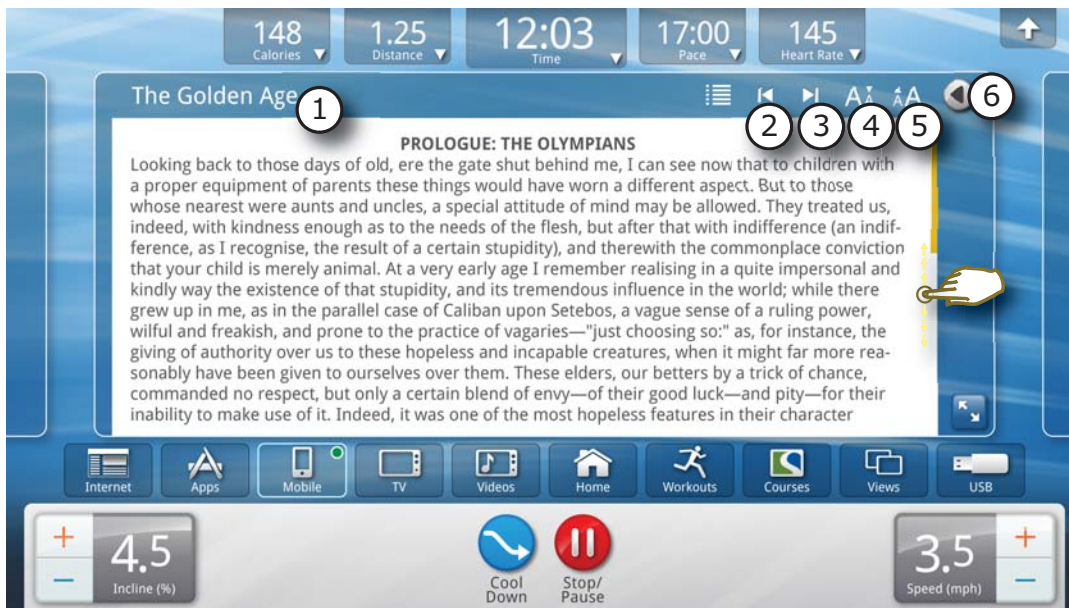 148
Calories
1.25
Distance
12:03
Time
17:00
Pace
145
Heart Rate
The Golden Age
1
2
3
4
5
6
A A
A A
PROLOGUE: THE OLYMPIANS
Looking back to those days of old, ere the gate shut behind me, I can see now that to children with
a proper equipment of parents these things would have worn a different aspect. But to those
whose nearest were aunts and uncles, a special attitude of mind may be allowed. They treated us,
indeed, with kindness enough as to the needs of the flesh, but after that with indifference (an indif-
ference, as I recognise, the result of a certain stupidity), and therewith the commonplace conviction
that your child is merely animal. At a very early age I remember realising in a quite impersonal and
kindly way the existence of that stupidity, and its tremendous influence in the world; while there
grew up in me, as in the parallel case of Caliban upon Setebos, a vague sense of a ruling power,
wilful and freakish, and prone to the practice of vagaries—"just choosing so:" as, for instance, the
giving of authority over us to these hopeless and incapable creatures, when it might far more rea-
sonably have been given to ourselves over them. These elders, our betters by a trick of chance,
commanded no respect, but only a certain blend of envy—of their good luck—and pity—for their
inability to make use of it. Indeed, it was one of the most hopeless features in their character
Internet
Apps
Mobile
TV
Videos
Home
Workouts
Courses
Views
USB
+
−
4.5
Incline (%)
Cool
Down
Stop/
Pause
3.5
Speed (mph)
+
−